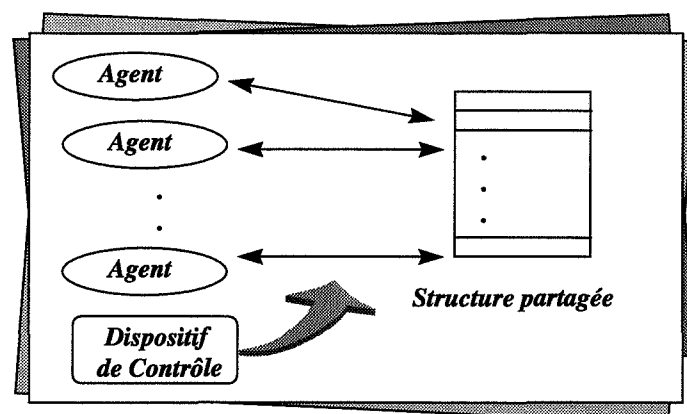 Agent
Agent
Agent
Structure partagée
Dispositif
de Contrôle